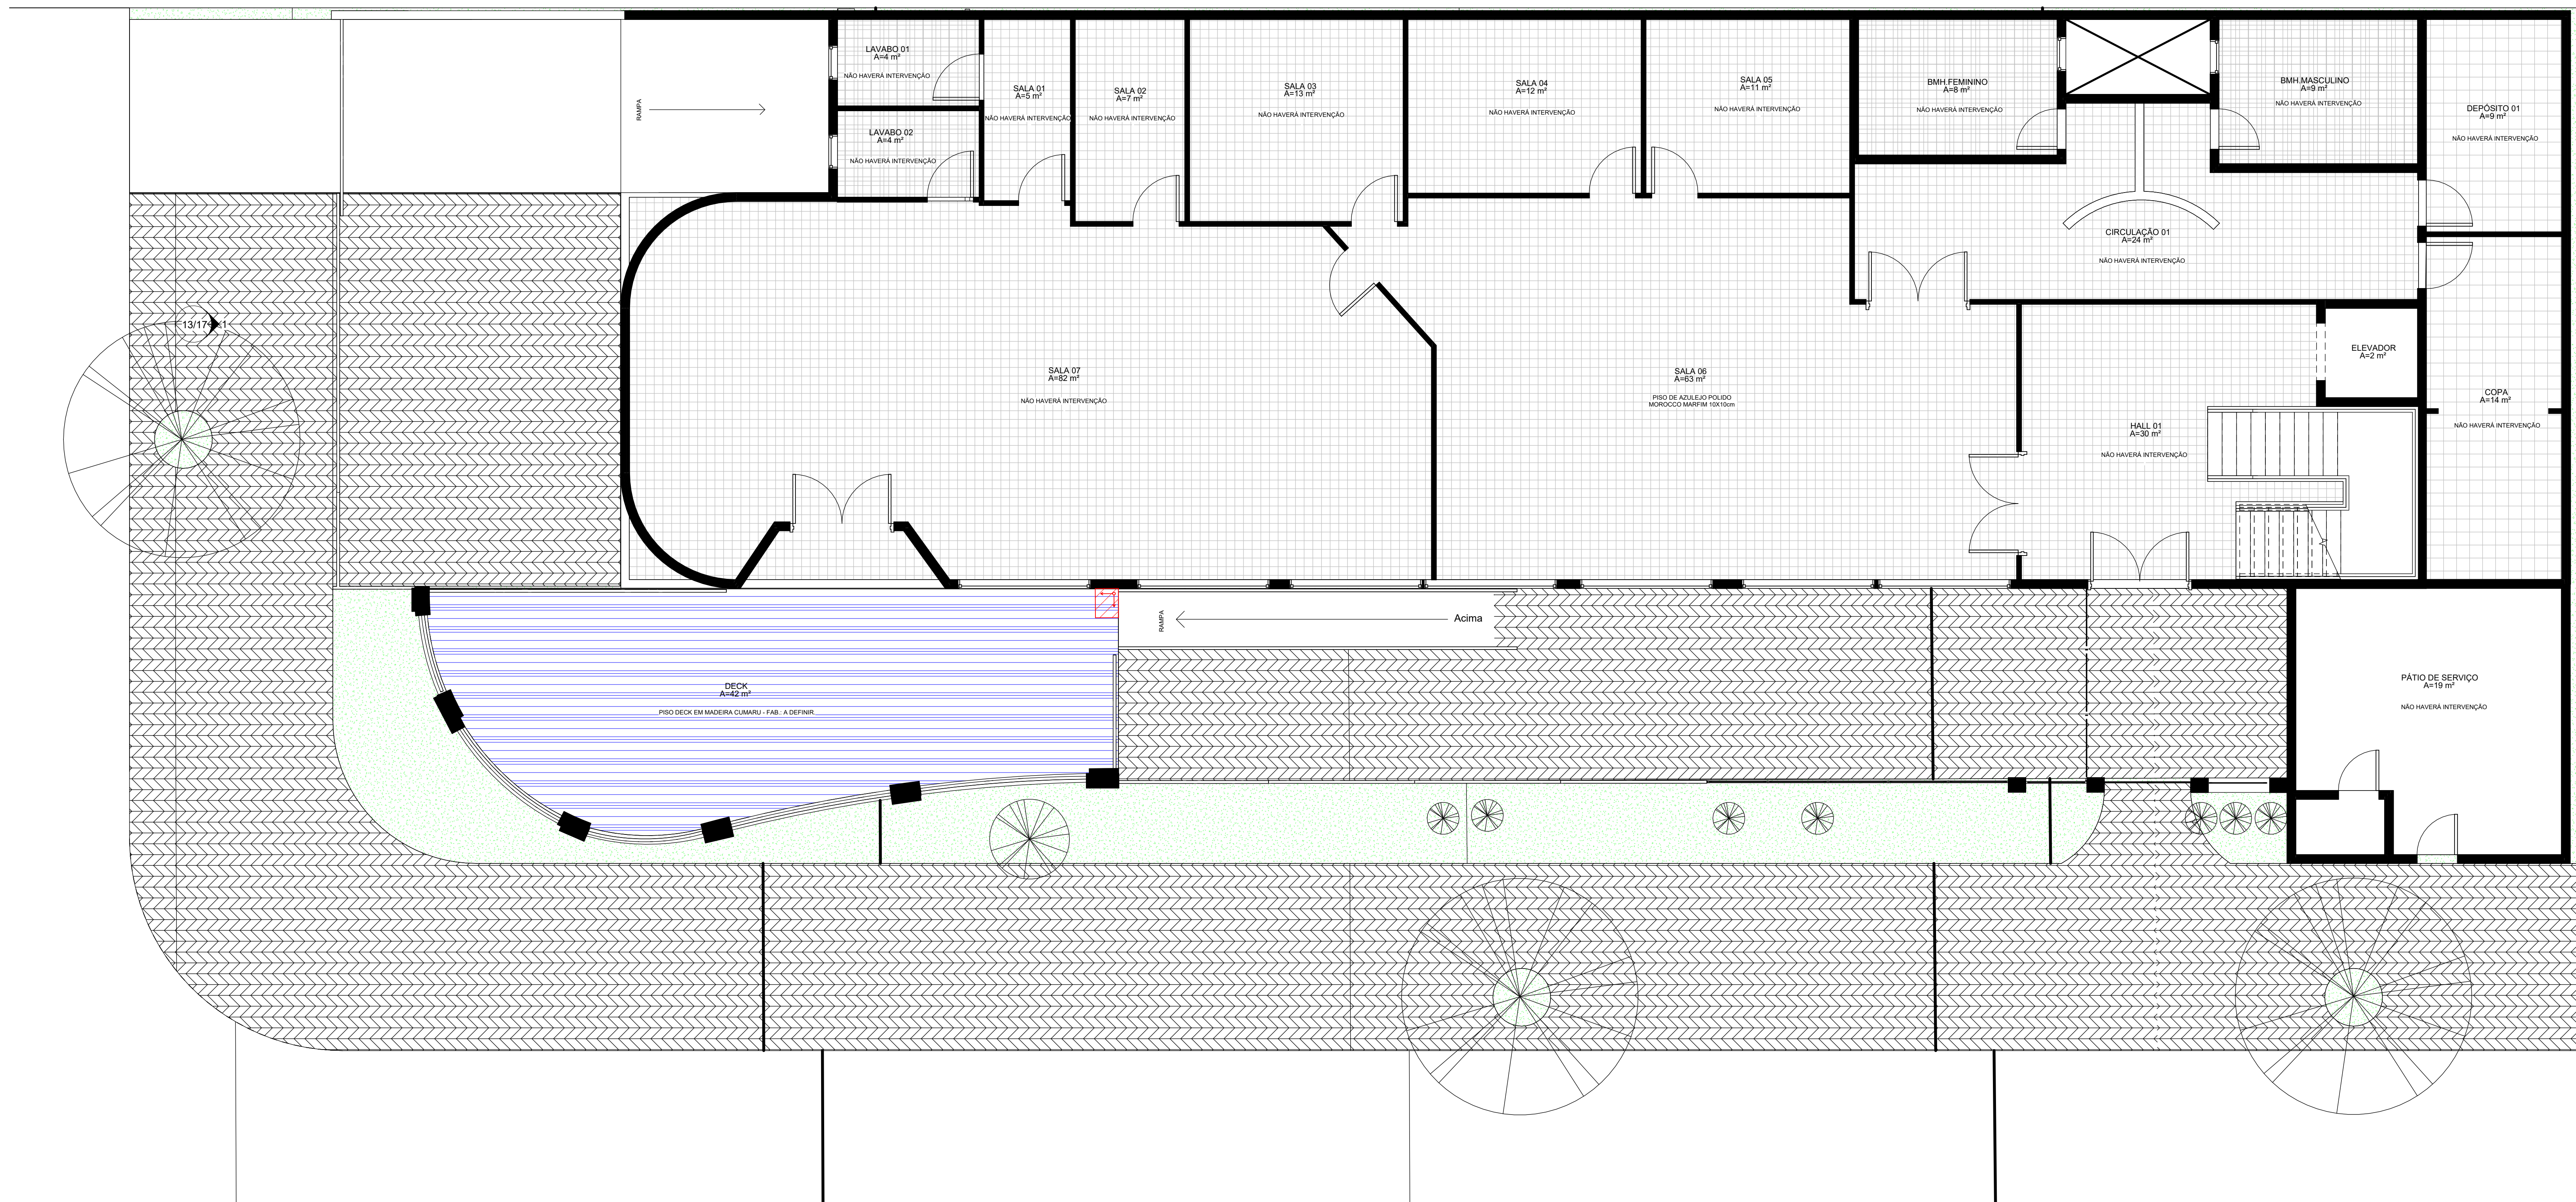 LAVABO 01
A=4 m²
NÃO HAVERÁ INTERVENÇÃO
LAVABO 02
A=4 m²
NÃO HAVERÁ INTERVENÇÃO
RAMPA
SALA 01
A=5 m²
NÃO HAVERÁ INTERVENÇÃO
SALA 02
A=7 m²
NÃO HAVERÁ INTERVENÇÃO
SALA 03
A=13 m²
NÃO HAVERÁ INTERVENÇÃO
SALA 04
A=12 m²
NÃO HAVERÁ INTERVENÇÃO
SALA 05
A=11 m²
NÃO HAVERÁ INTERVENÇÃO
BMH.FEMININO
A=8 m²
NÃO HAVERÁ INTERVENÇÃO
BMH.MASCULINO
A=9 m²
NÃO HAVERÁ INTERVENÇÃO
DEPÓSITO 01
A=9 m²
NÃO HAVERÁ INTERVENÇÃO
CIRCULAÇÃO 01
A=24 m²
NÃO HAVERÁ INTERVENÇÃO
13/17
1
SALA 07
A=82 m²
NÃO HAVERÁ INTERVENÇÃO
SALA 06
A=63 m²
PISO DE AZULEJO POLIDO
MOROCCO MARFIM 10X10cm
ELEVADOR
A=2 m²
HALL 01
A=30 m²
NÃO HAVERÁ INTERVENÇÃO
COPA
A=14 m²
NÃO HAVERÁ INTERVENÇÃO
RAMPA
Acima
DECK
A=42 m²
PISO DECK EM MADEIRA CUMARU - FAB.: A DEFINIR.
PÁTIO DE SERVIÇO
A=19 m²
NÃO HAVERÁ INTERVENÇÃO